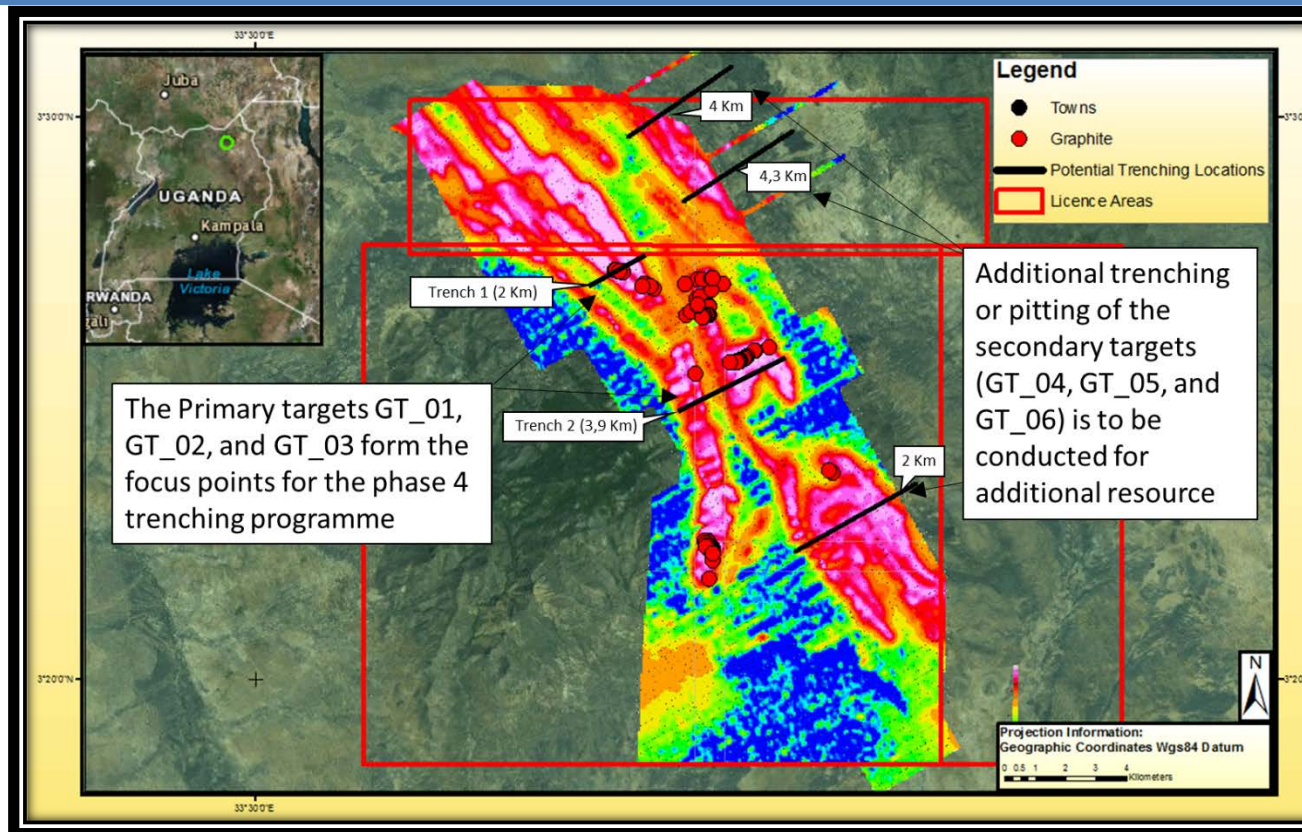 33°30'0"E
3°30'0"N
3°30
Juba
UGANDA
Kampala
Lake
Victoria
RWANDA
gali
Legend
Towns
Graphite
Potential Trenching Locations
Licence Areas
4 Km
4,3 Km
Trench 1 (2 Km)
Trench 2 (3,9 Km)
2 Km
The Primary targets GT_01,
GT_02, and GT_03 form the
focus points for the phase 4
trenching programme
Additional trenching
or pitting of the
secondary targets
(GT_04, GT_05, and
GT_06) is to be
conducted for
additional resource
3°20'0"N
3°20
N
Projection Information:
Geographic Coordinates Wgs84 Datum
0 0.5 1 2 3 4
Kilometers
33°30'0"E